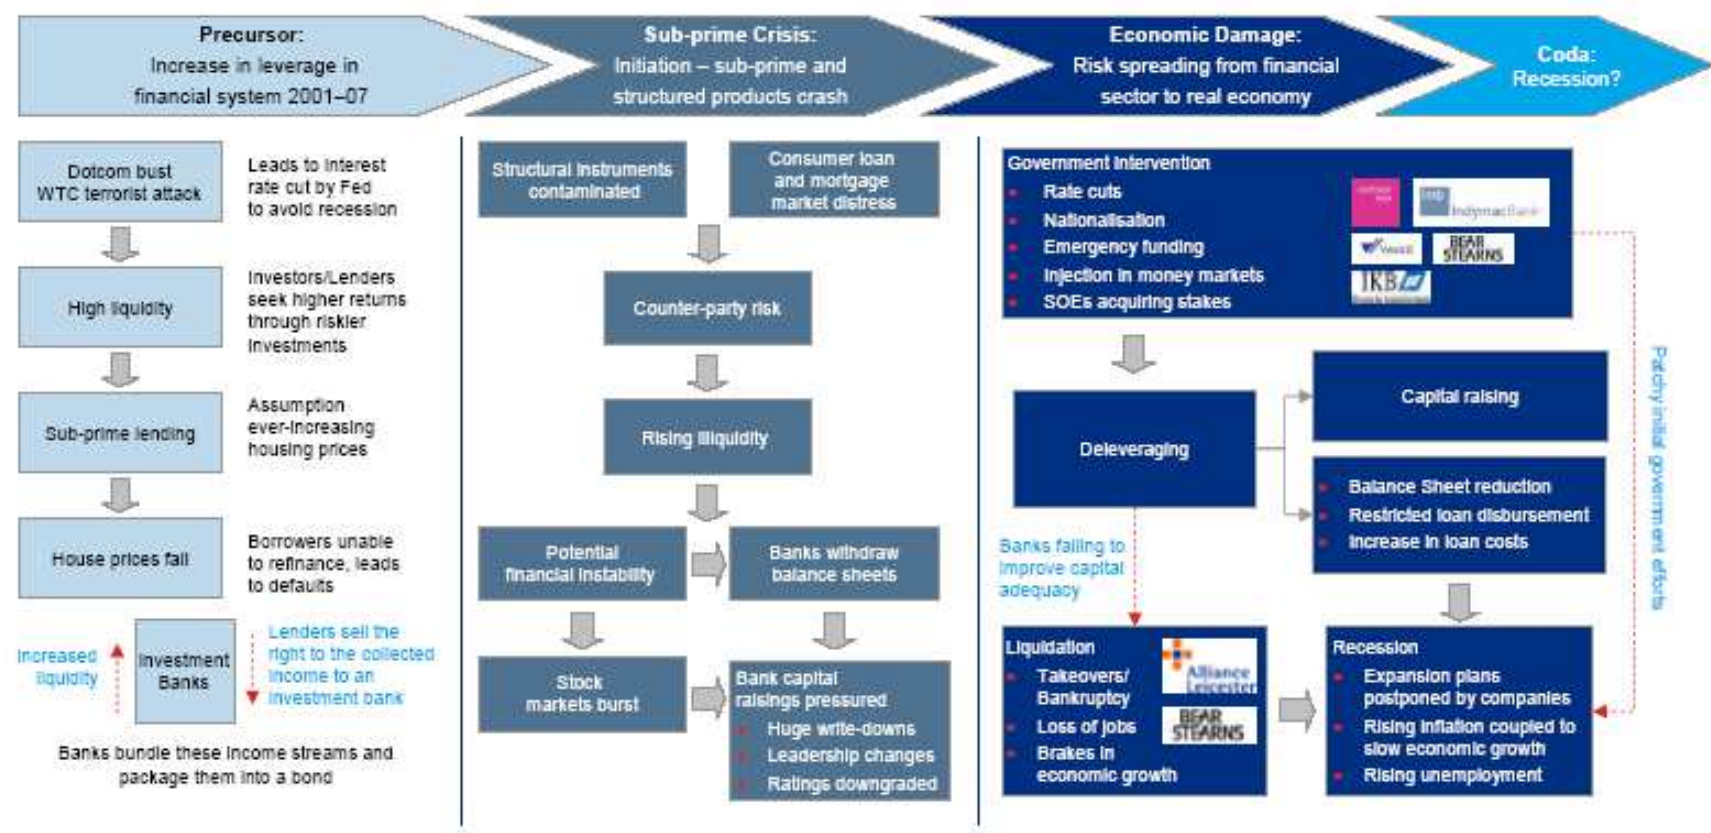 Precursor:
Increase in leverage in
financial system 2001–07
Sub-prime Crisis:
Initiation – sub-prime and
structured products crash
Economic Damage:
Risk spreading from financial
sector to real economy
Coda:
Recession?
Dotcom bust
WTC terrorist attack
Leads to interest
rate cut by Fed
to avoid recession
High liquidity
Investors/Lenders
seek higher returns
through riskier
Investments
Sub-prime lending
Assumption
ever-increasing
housing prices
House prices fall
Borrowers unable
to refinance, leads
to defaults
Increased
liquidity
Investment
Banks
Lenders sell the
right to the collected
income to an
investment bank
Banks bundle these income streams and
package them into a bond
Structural instruments
contaminated
Consumer loan
and mortgage
market distress
Counter-party risk
Rising illiquidity
Potential
financial instability
Banks withdraw
balance sheets
Stock
markets burst
Bank capital
raisings pressured
Huge write-downs
Leadership changes
Ratings downgraded
Government intervention
Rate cuts
Nationalisation
Emergency funding
Injection in money markets
SOEs acquiring stakes
IndymacBank
BEAR
STEARNS
IKB
Deleveraging
Capital raising
Balance Sheet reduction
Restricted loan disbursement
Increase in loan costs
Patchy initial government efforts
Banks failing to
improve capital
adequacy
Liquidation
Takeovers/
Bankruptcy
Loss of jobs
Brakes in
economic growth
Alliance
Leicester
BEAR
STEARNS
Recession
Expansion plans
postponed by companies
Rising inflation coupled to
slow economic growth
Rising unemployment